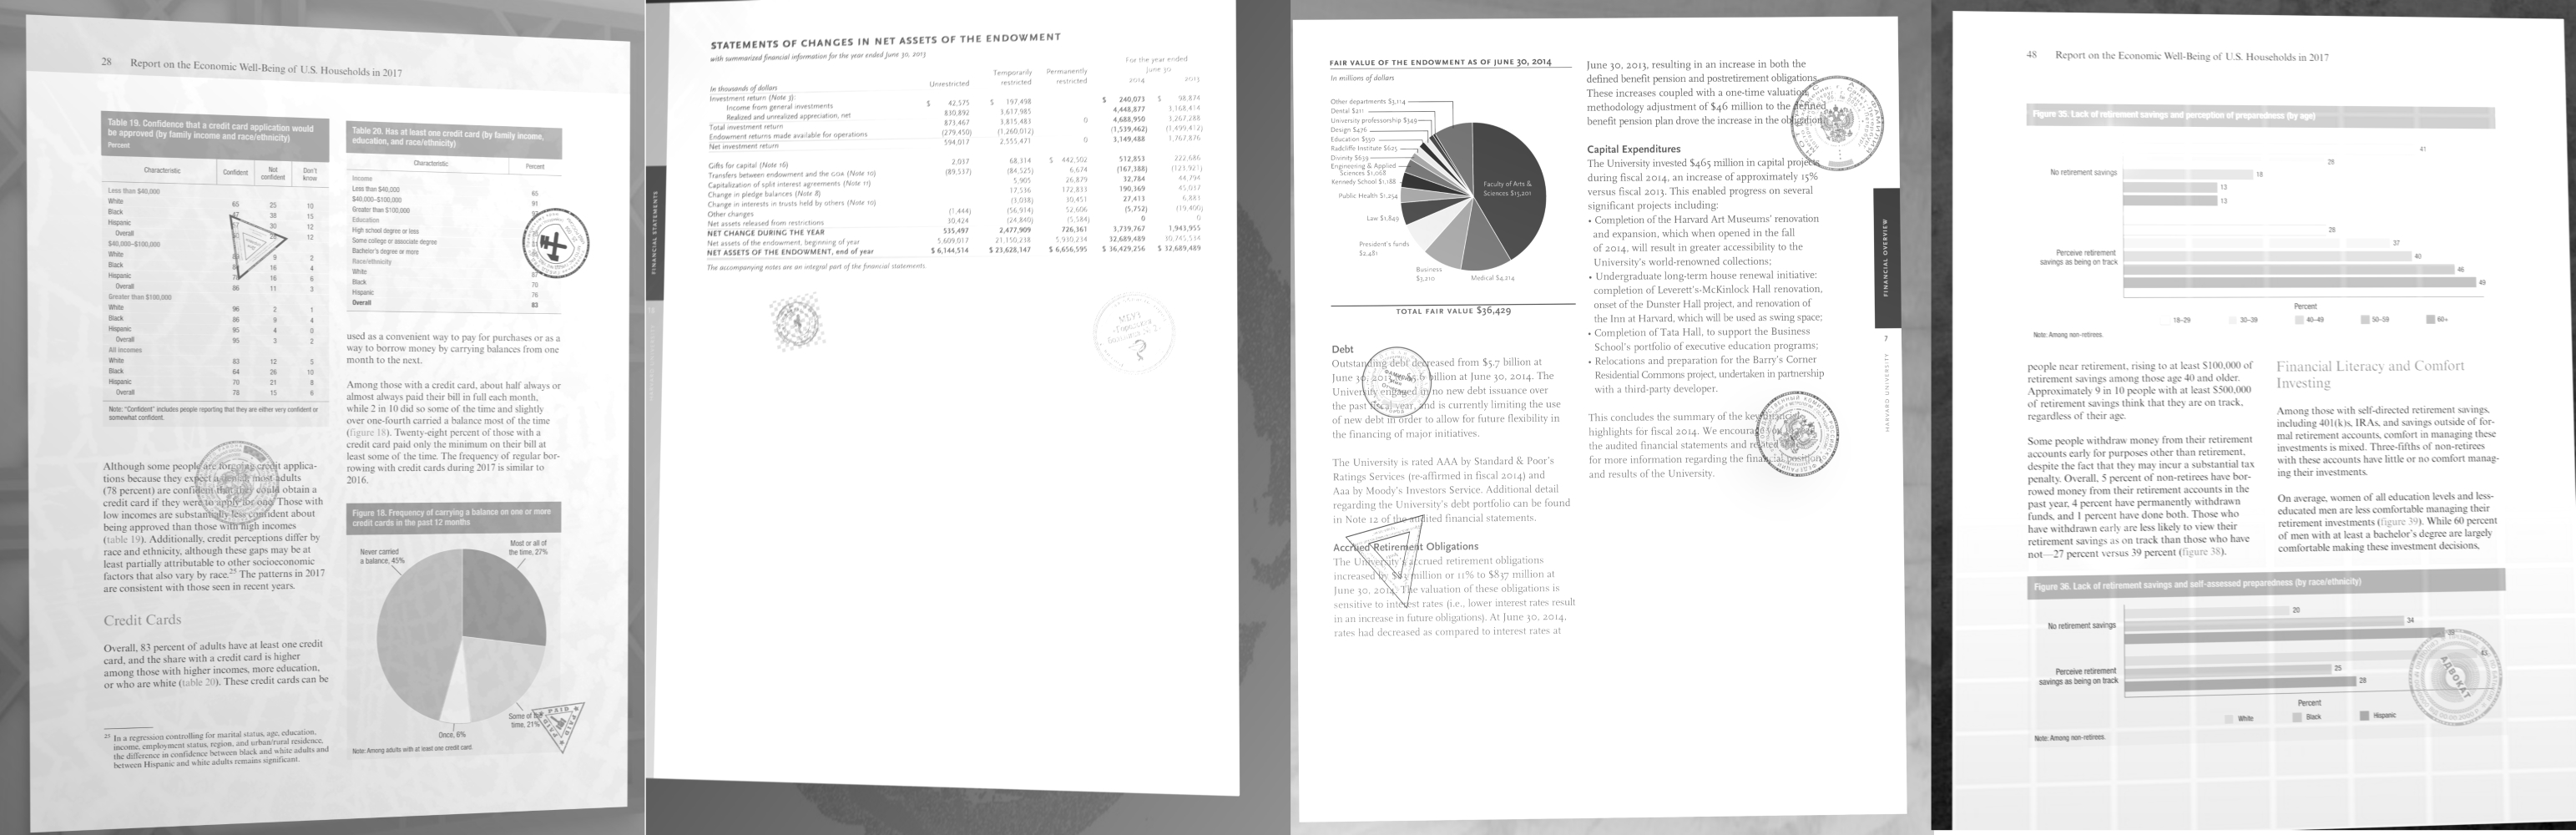 28 Report on the Economic Well-Being of U.S. Households in 2017
Table 19. Confidence that a credit card application would
be approved (by family income and race/ethnicity)
Percent
Characteristic Confident Not confident Don't know
Less than $40,000
White 65 25 10
Black 47 38 15
Hispanic 30 12
Overall 12
$40,000–$100,000
White 9 2
Black 16 4
Hispanic 16 6
Overall 86 11 3
Greater than $100,000
White 96 2 1
Black 86 9 4
Hispanic 95 4 0
Overall 95 3 2
All incomes
White 83 12 5
Black 64 26 10
Hispanic 70 21 8
Overall 78 15 6
Note: "Confident" includes people reporting that they are either very confident or
somewhat confident.
Although some people are foregoing credit applica-
tions because they expect a denial, most adults
(78 percent) are confident that they could obtain a
credit card if they were to apply for one. Those with
low incomes are substantially less confident about
being approved than those with high incomes
(table 19). Additionally, credit perceptions differ by
race and ethnicity, although these gaps may be at
least partially attributable to other socioeconomic
factors that also vary by race.25 The patterns in 2017
are consistent with those seen in recent years.
Credit Cards
Overall, 83 percent of adults have at least one credit
card, and the share with a credit card is higher
among those with higher incomes, more education,
or who are white (table 20). These credit cards can be
25 In a regression controlling for marital status, age, education,
income, employment status, region, and urban/rural residence,
the difference in confidence between black and white adults and
between Hispanic and white adults remains significant.
Table 20. Has at least one credit card (by family income,
education, and race/ethnicity)
Characteristic Percent
Income
Less than $40,000 65
$40,000–$100,000 91
Greater than $100,000
Education
High school degree or less
Some college or associate degree
Bachelor's degree or more
Race/ethnicity
White 87
Black 70
Hispanic 76
Overall 83
used as a convenient way to pay for purchases or as a
way to borrow money by carrying balances from one
month to the next.
Among those with a credit card, about half always or
almost always paid their bill in full each month,
while 2 in 10 did so some of the time and slightly
over one-fourth carried a balance most of the time
(figure 18). Twenty-eight percent of those with a
credit card paid only the minimum on their bill at
least some of the time. The frequency of regular bor-
rowing with credit cards during 2017 is similar to
2016.
Figure 18. Frequency of carrying a balance on one or more
credit cards in the past 12 months
Never carried
a balance, 45%
Most or all of
the time, 27%
Some of the
time, 21%
Once, 6%
PAID
Note: Among adults with at least one credit card.
STATEMENTS OF CHANGES IN NET ASSETS OF THE ENDOWMENT
with summarized financial information for the year ended June 30, 2013
For the year ended
June 30
In thousands of dollars Unrestricted Temporarily restricted Permanently restricted 2014 2013
Investment return (Note 3):
Income from general investments $ 42,575 $ 197,498 $ 240,073 $ 98,874
Realized and unrealized appreciation, net 830,892 3,617,985 4,448,877 3,168,414
Total investment return 873,467 3,815,483 0 4,688,950 3,267,288
Endowment returns made available for operations (279,450) (1,260,012) (1,539,462) (1,499,412)
Net investment return 594,017 2,555,471 0 3,149,488 1,767,876
Gifts for capital (Note 16) 2,037 68,314 $ 442,502 512,853 222,686
Transfers between endowment and the GOA (Note 10) (89,537) (84,525) 6,674 (167,388) (123,921)
Capitalization of split interest agreements (Note 11) 5,905 26,879 32,784 44,794
Change in pledge balances (Note 8) 17,536 172,833 190,369 45,037
Change in interests in trusts held by others (Note 10) (3,038) 30,451 27,413 6,883
Other changes (1,444) (56,914) 52,606 (5,752) (19,400)
Net assets released from restrictions 30,424 (24,840) (5,584) 0 0
NET CHANGE DURING THE YEAR 535,497 2,477,909 726,361 3,739,767 1,943,955
Net assets of the endowment, beginning of year 5,609,017 21,150,238 5,930,234 32,689,489 30,745,534
NET ASSETS OF THE ENDOWMENT, end of year $ 6,144,514 $ 23,628,147 $ 6,656,595 $ 36,429,256 $ 32,689,489
The accompanying notes are an integral part of the financial statements.
FINANCIAL STATEMENTS
FAIR VALUE OF THE ENDOWMENT AS OF JUNE 30, 2014
In millions of dollars
Other departments $3,114
Dental $211
University professorship $349
Design $476
Education $550
Radcliffe Institute $625
Divinity $639
Engineering & Applied
Sciences $1,068
Kennedy School $1,188
Public Health $1,254
Law $1,849
President's funds
$2,481
Business
$3,210
Medical $4,214
Faculty of Arts &
Sciences $15,201
TOTAL FAIR VALUE $36,429
Debt
Outstanding debt decreased from $5.7 billion at
June 30, 2013 to $5.6 billion at June 30, 2014. The
University engaged in no new debt issuance over
the past fiscal year, and is currently limiting the use
of new debt in order to allow for future flexibility in
the financing of major initiatives.
The University is rated AAA by Standard & Poor's
Ratings Services (re-affirmed in fiscal 2014) and
Aaa by Moody's Investors Service. Additional detail
regarding the University's debt portfolio can be found
in Note 12 of the audited financial statements.
Accrued Retirement Obligations
The University's accrued retirement obligations
increased by $83 million or 11% to $837 million at
June 30, 2014. The valuation of these obligations is
sensitive to interest rates (i.e., lower interest rates result
in an increase in future obligations). At June 30, 2014,
rates had decreased as compared to interest rates at
June 30, 2013, resulting in an increase in both the
defined benefit pension and postretirement obligations.
These increases coupled with a one-time valuation
methodology adjustment of $46 million to the defined
benefit pension plan drove the increase in the obligation.
Capital Expenditures
The University invested $465 million in capital projects
during fiscal 2014, an increase of approximately 15%
versus fiscal 2013. This enabled progress on several
significant projects including:
• Completion of the Harvard Art Museums' renovation
and expansion, which when opened in the fall
of 2014, will result in greater accessibility to the
University's world-renowned collections;
• Undergraduate long-term house renewal initiative:
completion of Leverett's-McKinlock Hall renovation,
onset of the Dunster Hall project, and renovation of
the Inn at Harvard, which will be used as swing space;
• Completion of Tata Hall, to support the Business
School's portfolio of executive education programs;
• Relocations and preparation for the Barry's Corner
Residential Commons project, undertaken in partnership
with a third-party developer.
This concludes the summary of the key financial
highlights for fiscal 2014. We encourage you
the audited financial statements and related
for more information regarding the financial position
and results of the University.
FINANCIAL OVERVIEW
7
HARVARD UNIVERSITY
48 Report on the Economic Well-Being of U.S. Households in 2017
Figure 35. Lack of retirement savings and perception of preparedness (by age)
41
26
No retirement savings 18
13
13
28
37
Perceive retirement
savings as being on track
40
46
49
Percent
18–29 30–39 40–49 50–59 60+
Note: Among non-retirees.
people near retirement, rising to at least $100,000 of
retirement savings among those age 40 and older.
Approximately 9 in 10 people with at least $500,000
of retirement savings think that they are on track,
regardless of their age.
Some people withdraw money from their retirement
accounts early for purposes other than retirement,
despite the fact that they may incur a substantial tax
penalty. Overall, 5 percent of non-retirees have bor-
rowed money from their retirement accounts in the
past year, 4 percent have permanently withdrawn
funds, and 1 percent have done both. Those who
have withdrawn early are less likely to view their
retirement savings as on track than those who have
not—27 percent versus 39 percent (figure 38).
Financial Literacy and Comfort
Investing
Among those with self-directed retirement savings,
including 401(k)s, IRAs, and savings outside of for-
mal retirement accounts, comfort in managing these
investments is mixed. Three-fifths of non-retirees
with these accounts have little or no comfort manag-
ing their investments.
On average, women of all education levels and less-
educated men are less comfortable managing their
retirement investments (figure 39). While 60 percent
of men with at least a bachelor's degree are largely
comfortable making these investment decisions,
Figure 36. Lack of retirement savings and self-assessed preparedness (by race/ethnicity)
20
No retirement savings 34
39
43
Perceive retirement
savings as being on track
25
28
АДВОКАТ
Percent
White Black Hispanic
Note: Among non-retirees.